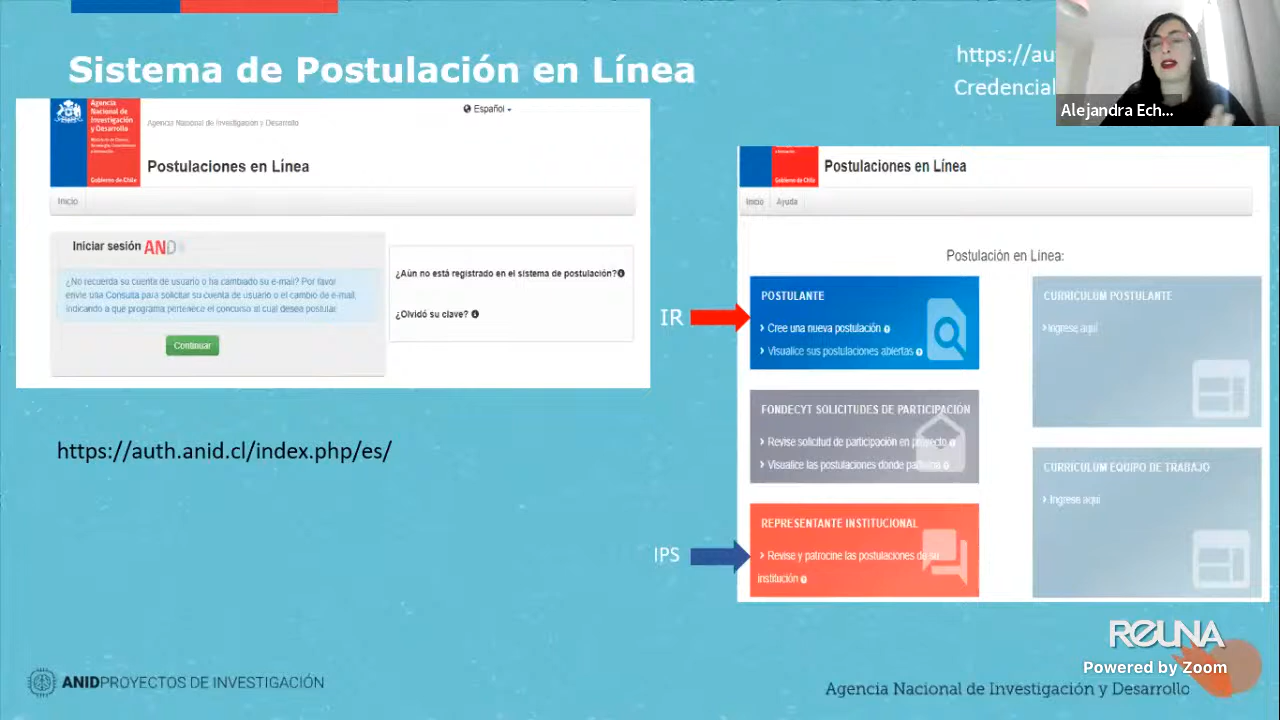 Sistema de Postulación en Línea
https://au
Credencial
Alejandra Ech...
Agencia
Nacional de
Investigación
y Desarrollo
Gobierno de Chile
Agencia Nacional de Investigación y Desarrollo
Español
Postulaciones en Línea
Inicio
Iniciar sesión AND
¿No recuerda su cuenta de usuario o ha cambiado su e-mail? Por favor
envíe una Consulta para solicitar su cuenta de usuario o el cambio de e-mail,
indicando a que programa pertenece el concurso al cual desea postular.
Continuar
¿Aún no está registrado en el sistema de postulación?
¿Olvidó su clave?
https://auth.anid.cl/index.php/es/
Gobierno de Chile
Postulaciones en Línea
Inicio Ayuda
Postulación en Línea:
IR
POSTULANTE
› Cree una nueva postulación
› Visualice sus postulaciones abiertas
FONDECYT SOLICITUDES DE PARTICIPACIÓN
› Revise solicitud de participación en proyecto
› Visualice las postulaciones donde participa
IPS
REPRESENTANTE INSTITUCIONAL
› Revise y patrocine las postulaciones de su
institución
CURRICULUM POSTULANTE
› Ingrese aquí
CURRICULUM EQUIPO DE TRABAJO
› Ingrese aquí
REUNA
Powered by Zoom
ANIDPROYECTOS DE INVESTIGACIÓN
Agencia Nacional de Investigación y Desarrollo